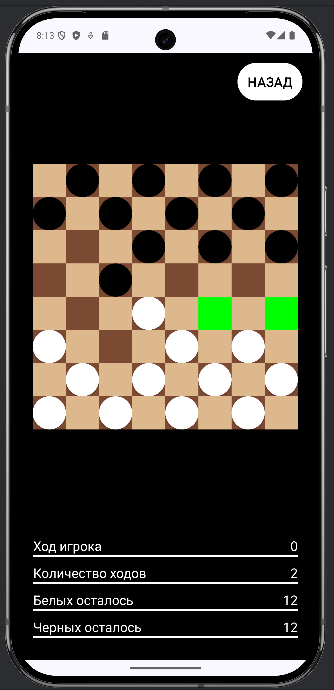 8:13
НАЗАД
Ход игрока 0
Количество ходов 2
Белых осталось 12
Черных осталось 12